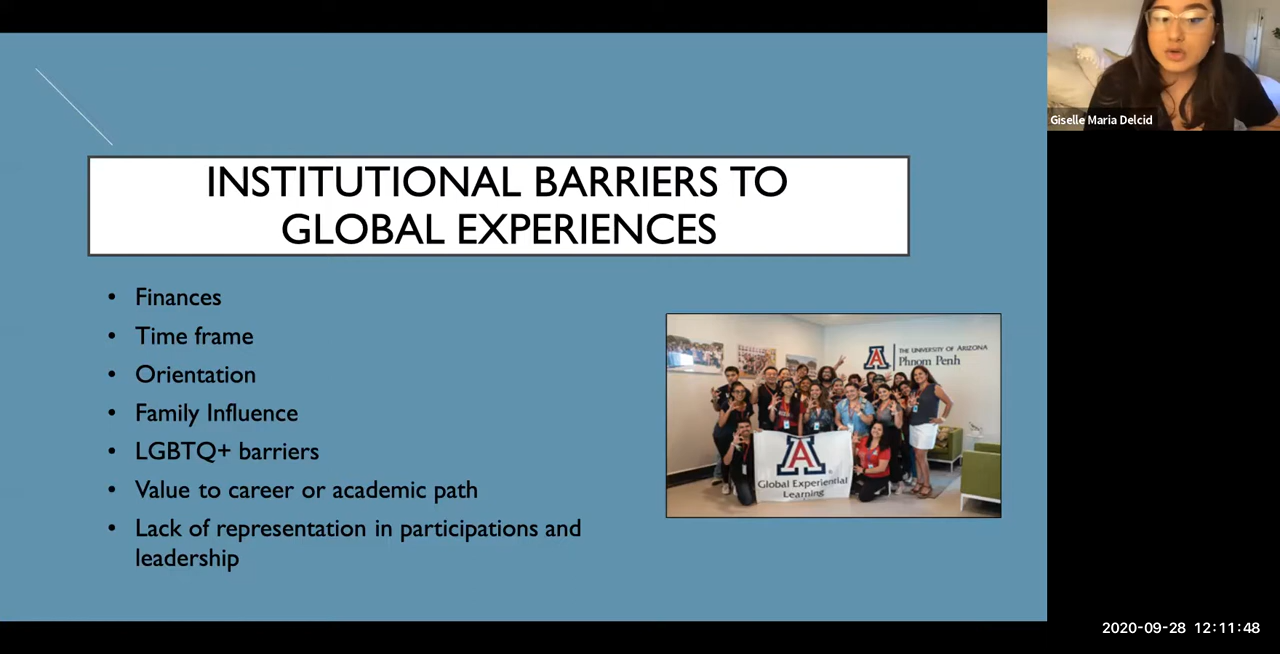 INSTITUTIONAL BARRIERS TO
GLOBAL EXPERIENCES
• Finances
• Time frame
• Orientation
• Family Influence
• LGBTQ+ barriers
• Value to career or academic path
• Lack of representation in participations and
leadership
A
THE UNIVERSITY OF ARIZONA
Phnom Penh
A
Global Experiential
Learning
Giselle Maria Delcid
2020-09-28 12:11:48